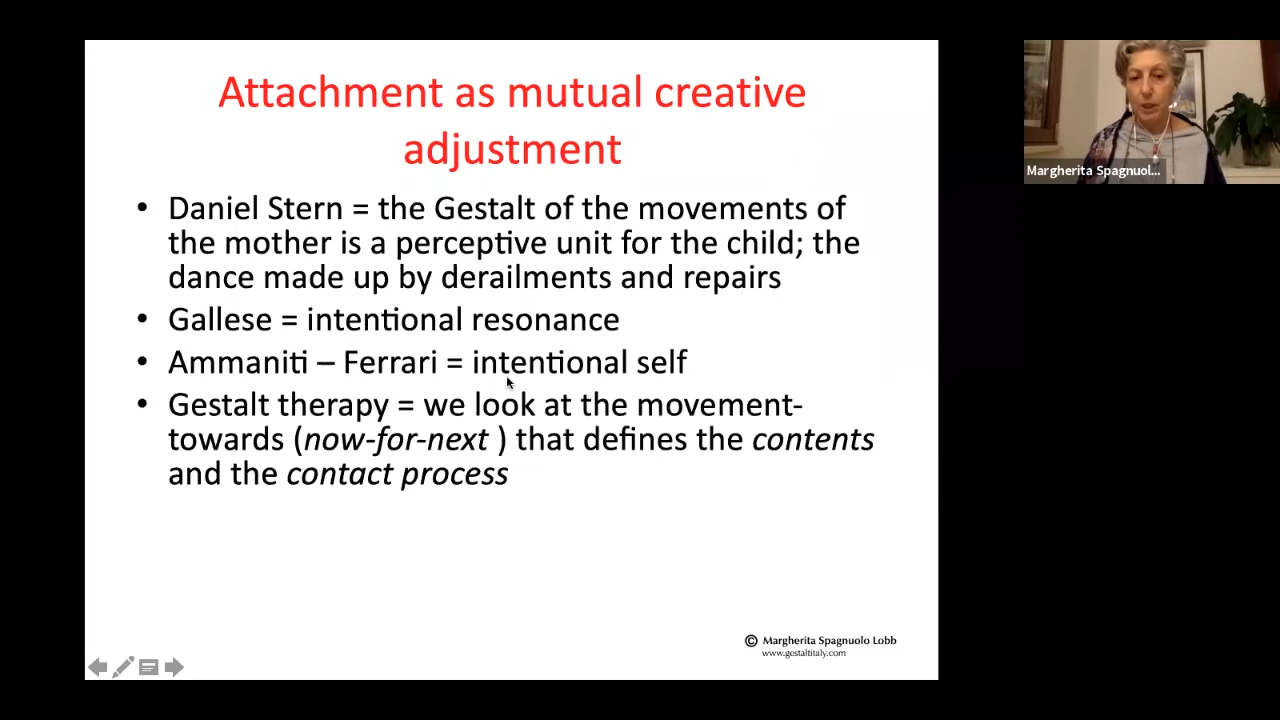 Attachment as mutual creative
adjustment
• Daniel Stern = the Gestalt of the movements of
the mother is a perceptive unit for the child; the
dance made up by derailments and repairs
• Gallese = intentional resonance
• Ammaniti – Ferrari = intentional self
• Gestalt therapy = we look at the movement-
towards (now-for-next ) that defines the contents
and the contact process
© Margherita Spagnuolo Lobb
www.gestaltitaly.com
Margherita Spagnuol...